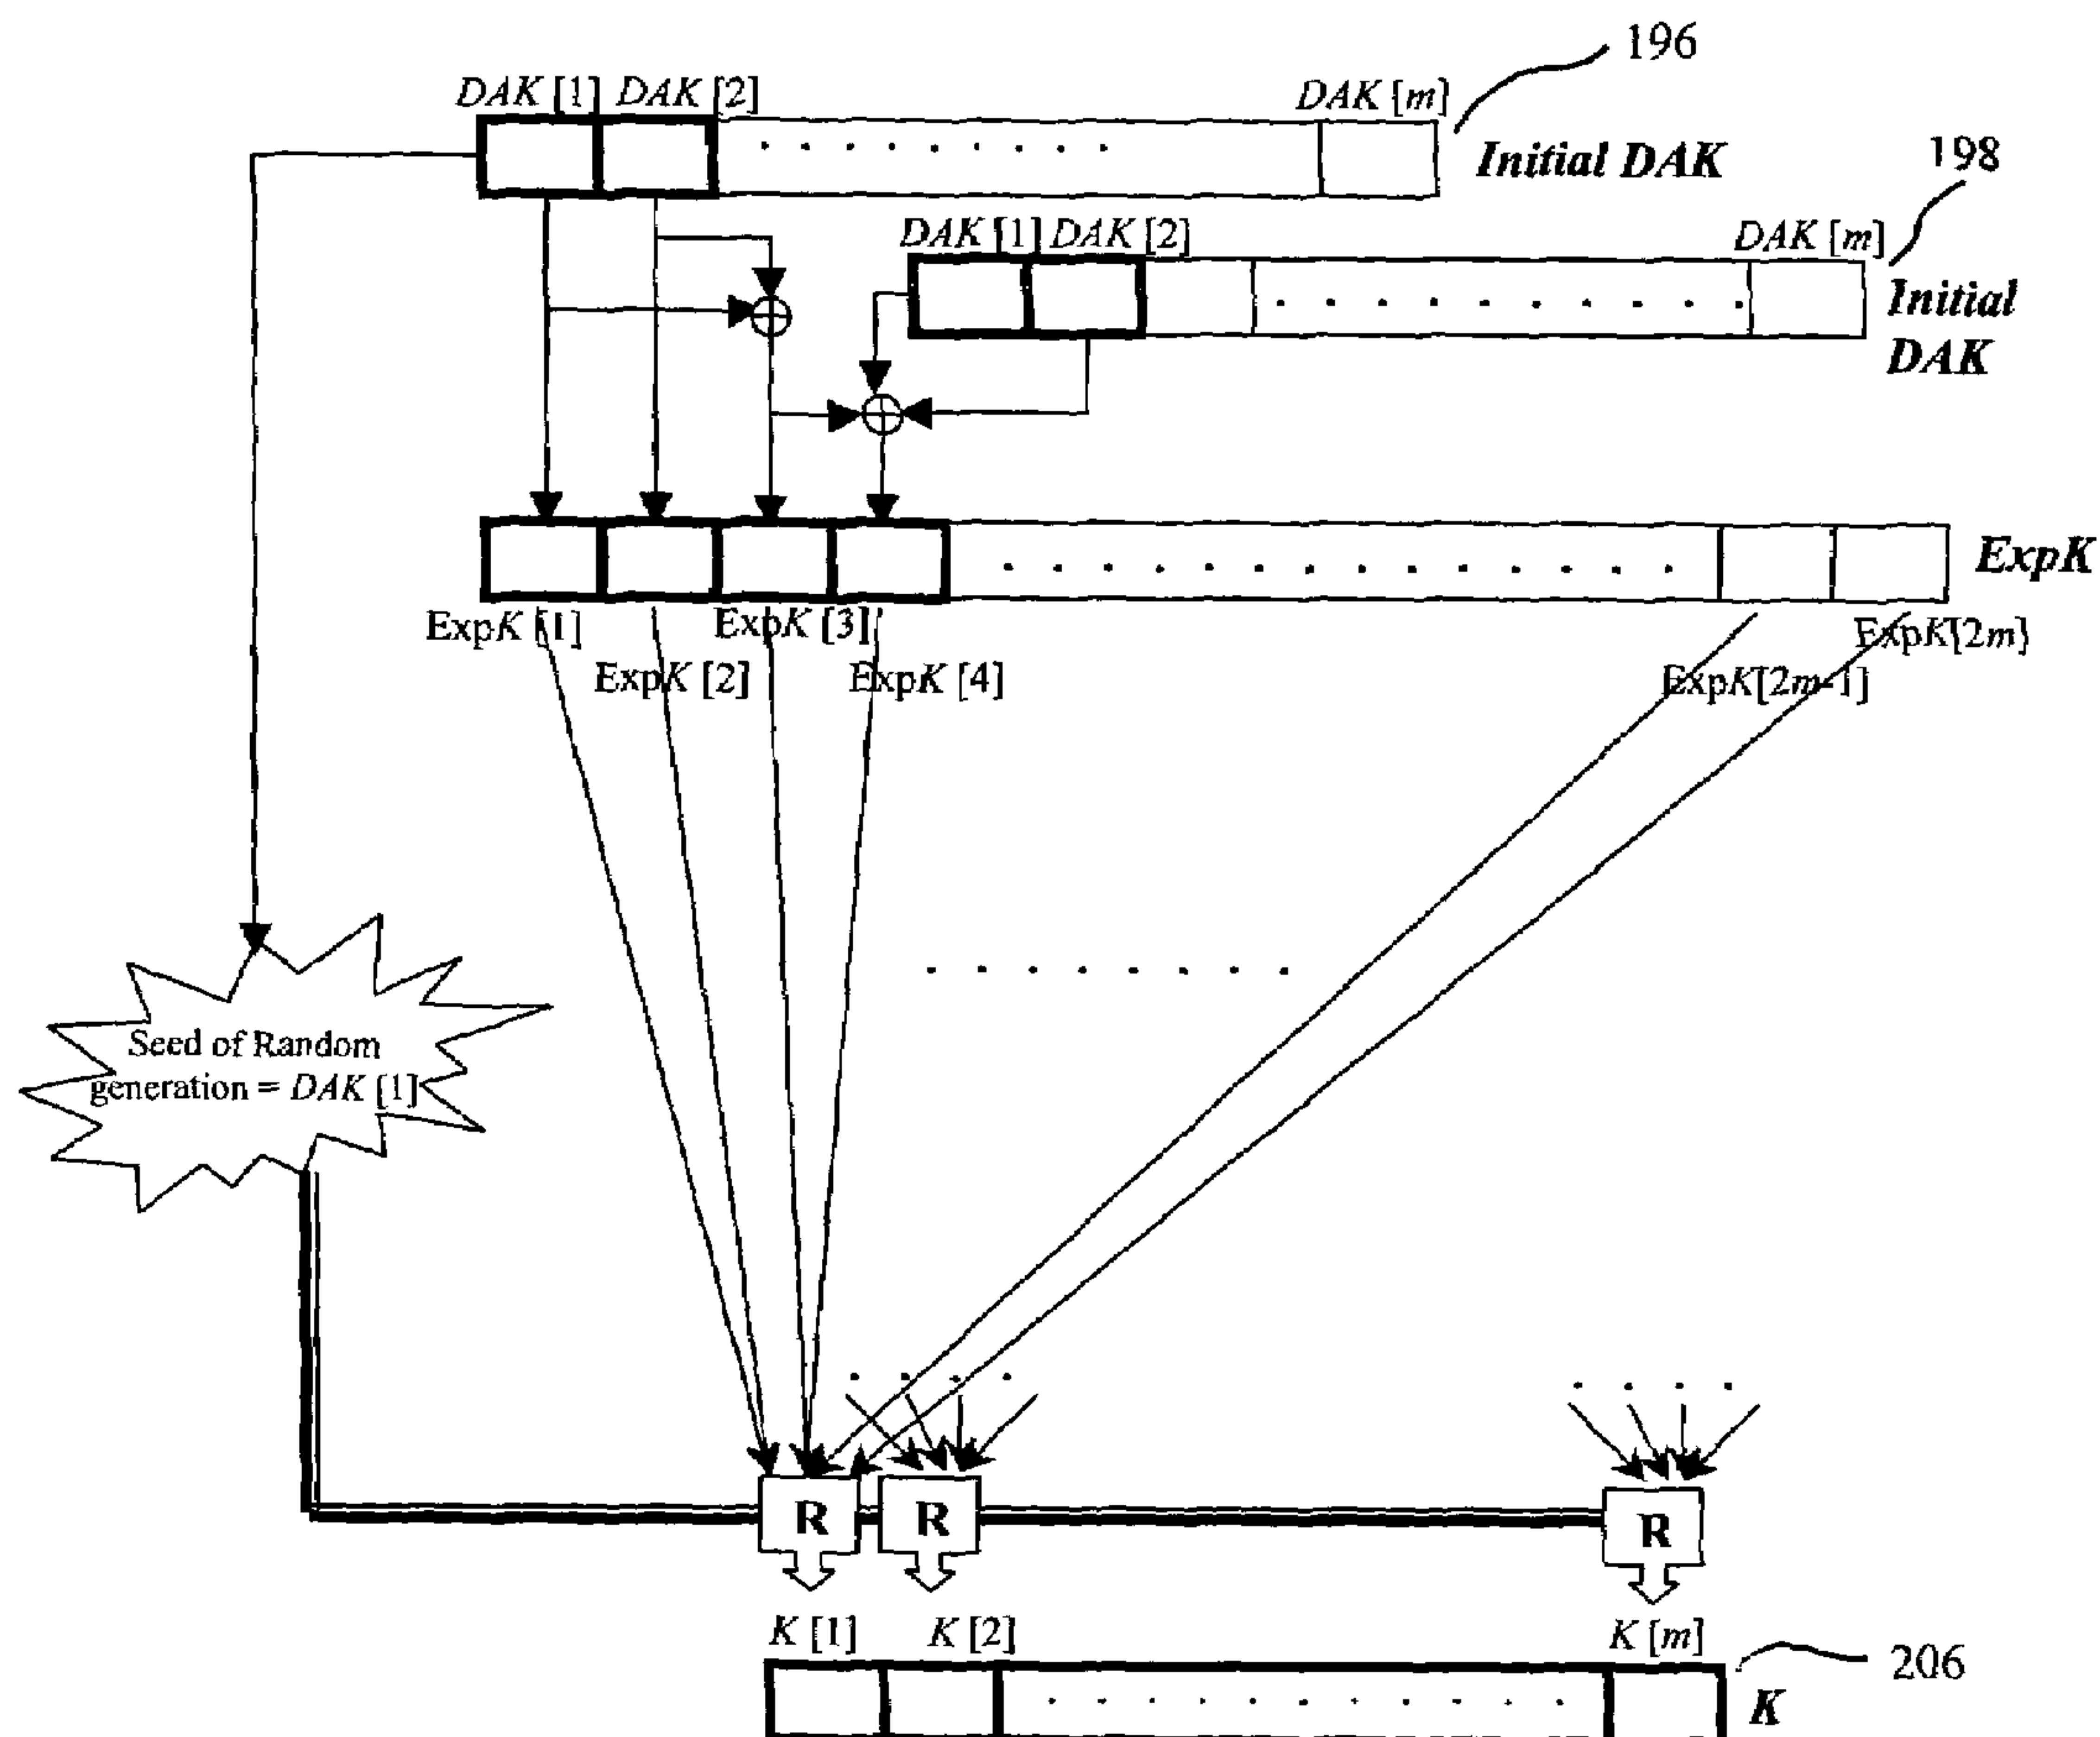 196
DAK [1] DAK [2] DAK [m]
Initial DAK
198
DAK [1] DAK [2] DAK [m]
Initial
DAK
ExpK
ExpK [1] ExpK [3] ExpK[2m]
ExpK [2] ExpK [4] ExpK[2m-1]
Seed of Random
generation = DAK [1]
R R R
K [1] K [2] K [m]
206
K